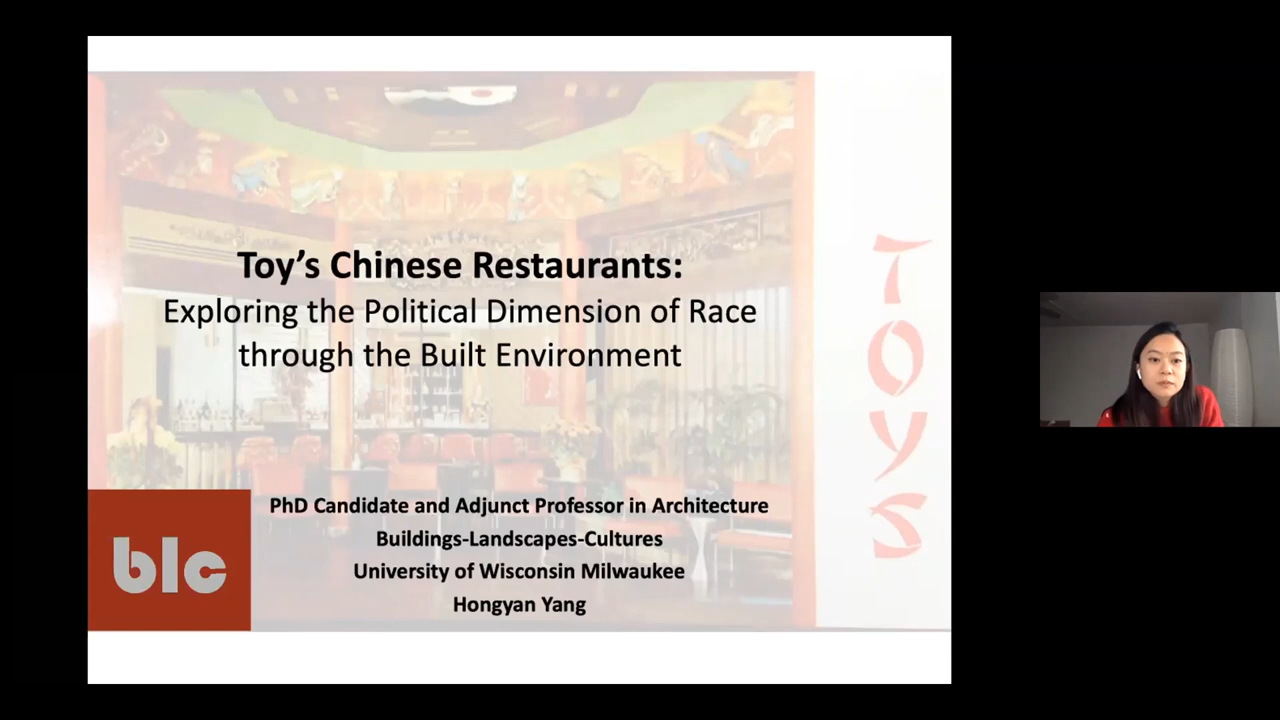 Toy's Chinese Restaurants:
Exploring the Political Dimension of Race
through the Built Environment
TOYS
PhD Candidate and Adjunct Professor in Architecture
Buildings-Landscapes-Cultures
University of Wisconsin Milwaukee
Hongyan Yang
blc